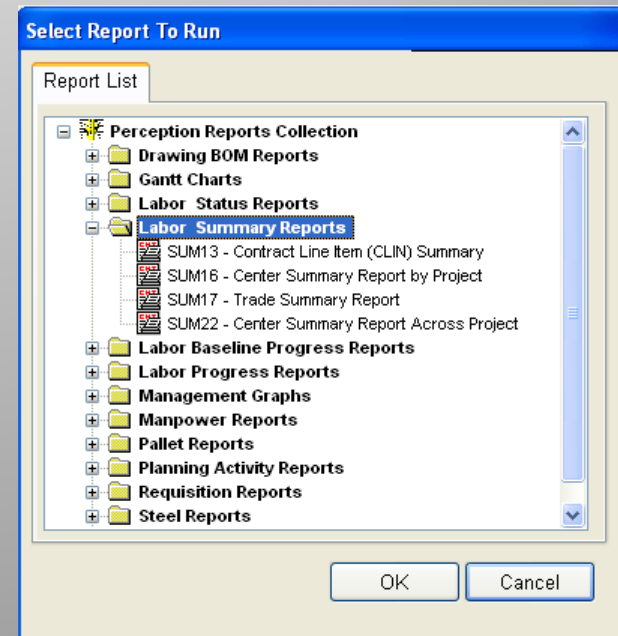 Select Report To Run
Report List
Perception Reports Collection
Drawing BOM Reports
Gantt Charts
Labor  Status Reports
Labor  Summary Reports
SUM13 - Contract Line Item (CLIN) Summary
SUM16 - Center Summary Report by Project
SUM17 - Trade Summary Report
SUM22 - Center Summary Report Across Project
Labor Baseline Progress Reports
Labor Progress Reports
Management Graphs
Manpower Reports
Pallet Reports
Planning Activity Reports
Requisition Reports
Steel Reports
OK Cancel